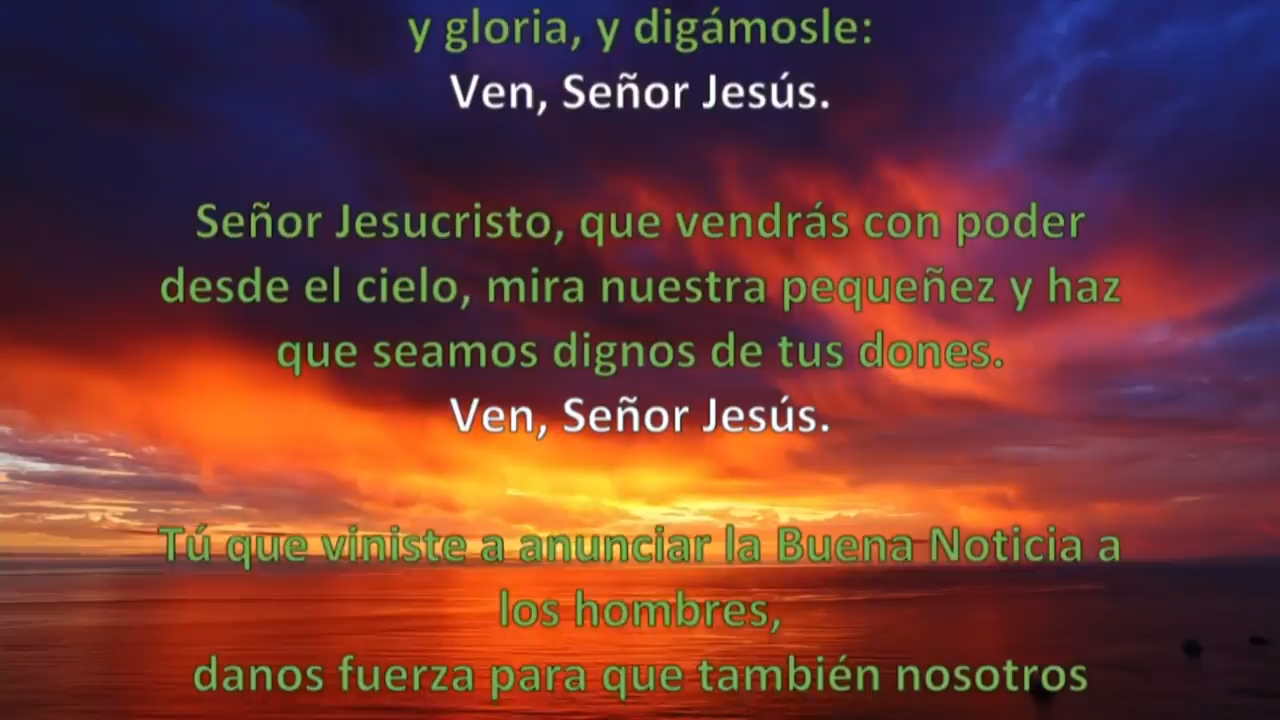 y gloria, y digámosle:
Ven, Señor Jesús.
Señor Jesucristo, que vendrás con poder
desde el cielo, mira nuestra pequeñez y haz
que seamos dignos de tus dones.
Ven, Señor Jesús.
Tú que viniste a anunciar la Buena Noticia a
los hombres,
danos fuerza para que también nosotros